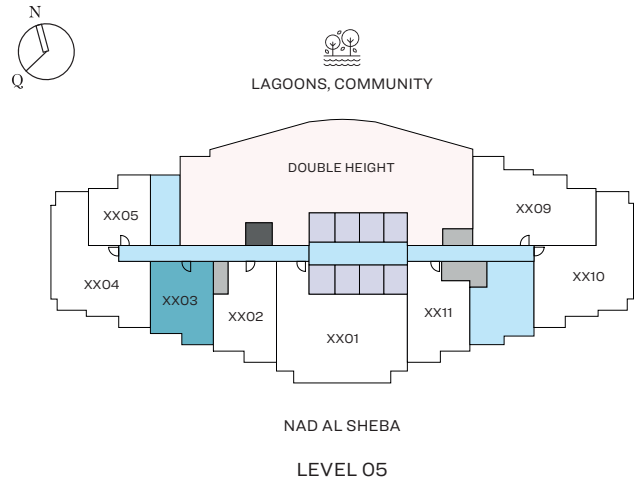 N
Q
LAGOONS, COMMUNITY
DOUBLE HEIGHT
XX05
XX09
XX04
XX03
XX02
XX01
XX11
XX10
NAD AL SHEBA
LEVEL 05